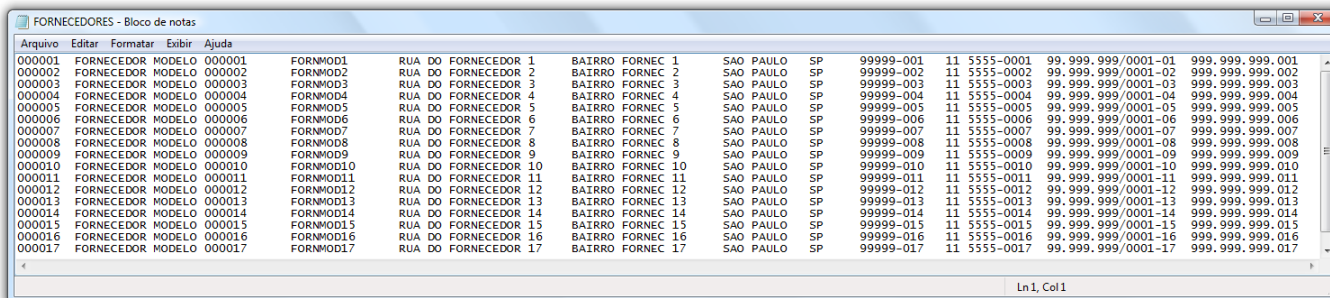 FORNECEDORES - Bloco de notas
Arquivo Editar Formatar Exibir Ajuda
000001 FORNECEDOR MODELO 000001 FORNMOD1 RUA DO FORNECEDOR 1 BAIRRO FORNEC 1 SAO PAULO SP 99999-001 11 5555-0001 99.999.999/0001-01 999.999.999.001
000002 FORNECEDOR MODELO 000002 FORNMOD2 RUA DO FORNECEDOR 2 BAIRRO FORNEC 2 SAO PAULO SP 99999-002 11 5555-0002 99.999.999/0001-02 999.999.999.002
000003 FORNECEDOR MODELO 000003 FORNMOD3 RUA DO FORNECEDOR 3 BAIRRO FORNEC 3 SAO PAULO SP 99999-003 11 5555-0003 99.999.999/0001-03 999.999.999.003
000004 FORNECEDOR MODELO 000004 FORNMOD4 RUA DO FORNECEDOR 4 BAIRRO FORNEC 4 SAO PAULO SP 99999-004 11 5555-0004 99.999.999/0001-04 999.999.999.004
000005 FORNECEDOR MODELO 000005 FORNMOD5 RUA DO FORNECEDOR 5 BAIRRO FORNEC 5 SAO PAULO SP 99999-005 11 5555-0005 99.999.999/0001-05 999.999.999.005
000006 FORNECEDOR MODELO 000006 FORNMOD6 RUA DO FORNECEDOR 6 BAIRRO FORNEC 6 SAO PAULO SP 99999-006 11 5555-0006 99.999.999/0001-06 999.999.999.006
000007 FORNECEDOR MODELO 000007 FORNMOD7 RUA DO FORNECEDOR 7 BAIRRO FORNEC 7 SAO PAULO SP 99999-007 11 5555-0007 99.999.999/0001-07 999.999.999.007
000008 FORNECEDOR MODELO 000008 FORNMOD8 RUA DO FORNECEDOR 8 BAIRRO FORNEC 8 SAO PAULO SP 99999-008 11 5555-0008 99.999.999/0001-08 999.999.999.008
000009 FORNECEDOR MODELO 000009 FORNMOD9 RUA DO FORNECEDOR 9 BAIRRO FORNEC 9 SAO PAULO SP 99999-009 11 5555-0009 99.999.999/0001-09 999.999.999.009
000010 FORNECEDOR MODELO 000010 FORNMOD10 RUA DO FORNECEDOR 10 BAIRRO FORNEC 10 SAO PAULO SP 99999-010 11 5555-0010 99.999.999/0001-10 999.999.999.010
000011 FORNECEDOR MODELO 000011 FORNMOD11 RUA DO FORNECEDOR 11 BAIRRO FORNEC 11 SAO PAULO SP 99999-011 11 5555-0011 99.999.999/0001-11 999.999.999.011
000012 FORNECEDOR MODELO 000012 FORNMOD12 RUA DO FORNECEDOR 12 BAIRRO FORNEC 12 SAO PAULO SP 99999-012 11 5555-0012 99.999.999/0001-12 999.999.999.012
000013 FORNECEDOR MODELO 000013 FORNMOD13 RUA DO FORNECEDOR 13 BAIRRO FORNEC 13 SAO PAULO SP 99999-013 11 5555-0013 99.999.999/0001-13 999.999.999.013
000014 FORNECEDOR MODELO 000014 FORNMOD14 RUA DO FORNECEDOR 14 BAIRRO FORNEC 14 SAO PAULO SP 99999-014 11 5555-0014 99.999.999/0001-14 999.999.999.014
000015 FORNECEDOR MODELO 000015 FORNMOD15 RUA DO FORNECEDOR 15 BAIRRO FORNEC 15 SAO PAULO SP 99999-015 11 5555-0015 99.999.999/0001-15 999.999.999.015
000016 FORNECEDOR MODELO 000016 FORNMOD16 RUA DO FORNECEDOR 16 BAIRRO FORNEC 16 SAO PAULO SP 99999-016 11 5555-0016 99.999.999/0001-16 999.999.999.016
000017 FORNECEDOR MODELO 000017 FORNMOD17 RUA DO FORNECEDOR 17 BAIRRO FORNEC 17 SAO PAULO SP 99999-017 11 5555-0017 99.999.999/0001-17 999.999.999.017
Ln 1, Col 1